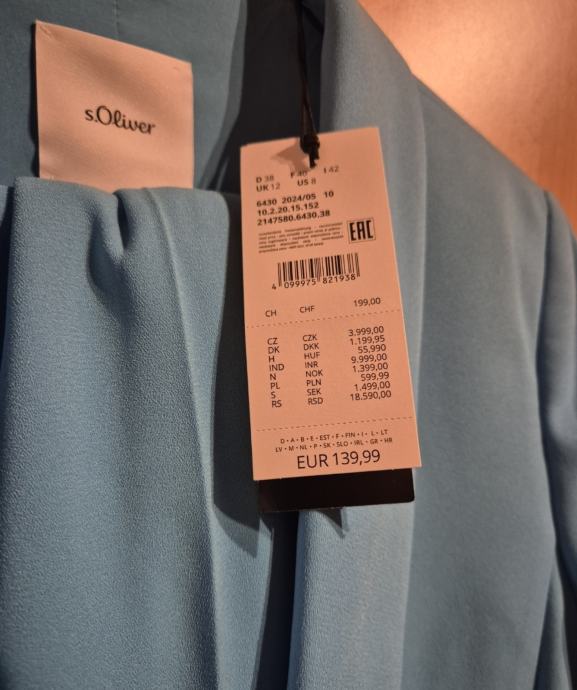 s.Oliver
D 38 F 40 I 42
UK 12 US 8
6430 2024/05 10
10.2.20.15.152
2147580.6430.38
EAC
4 099975 821938
CH CHF 199,00
CZ CZK 3.999,00
DK DKK 1.199,95
H HUF 55,990
IND INR 9.999,00
N NOK 1.399,00
PL PLN 599,99
S SEK 1.499,00
RS RSD 18.590,00
D • A • B • E • EST • F • FIN • I • L • LT
LV • M • NL • P • SK • SLO • IRL • GR • HR
EUR 139,99